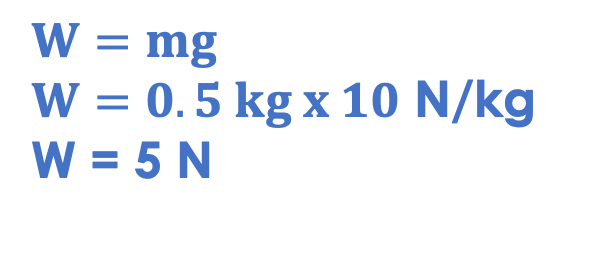 W = mg
W = 0.5 kg x 10 N/kg
W = 5 N